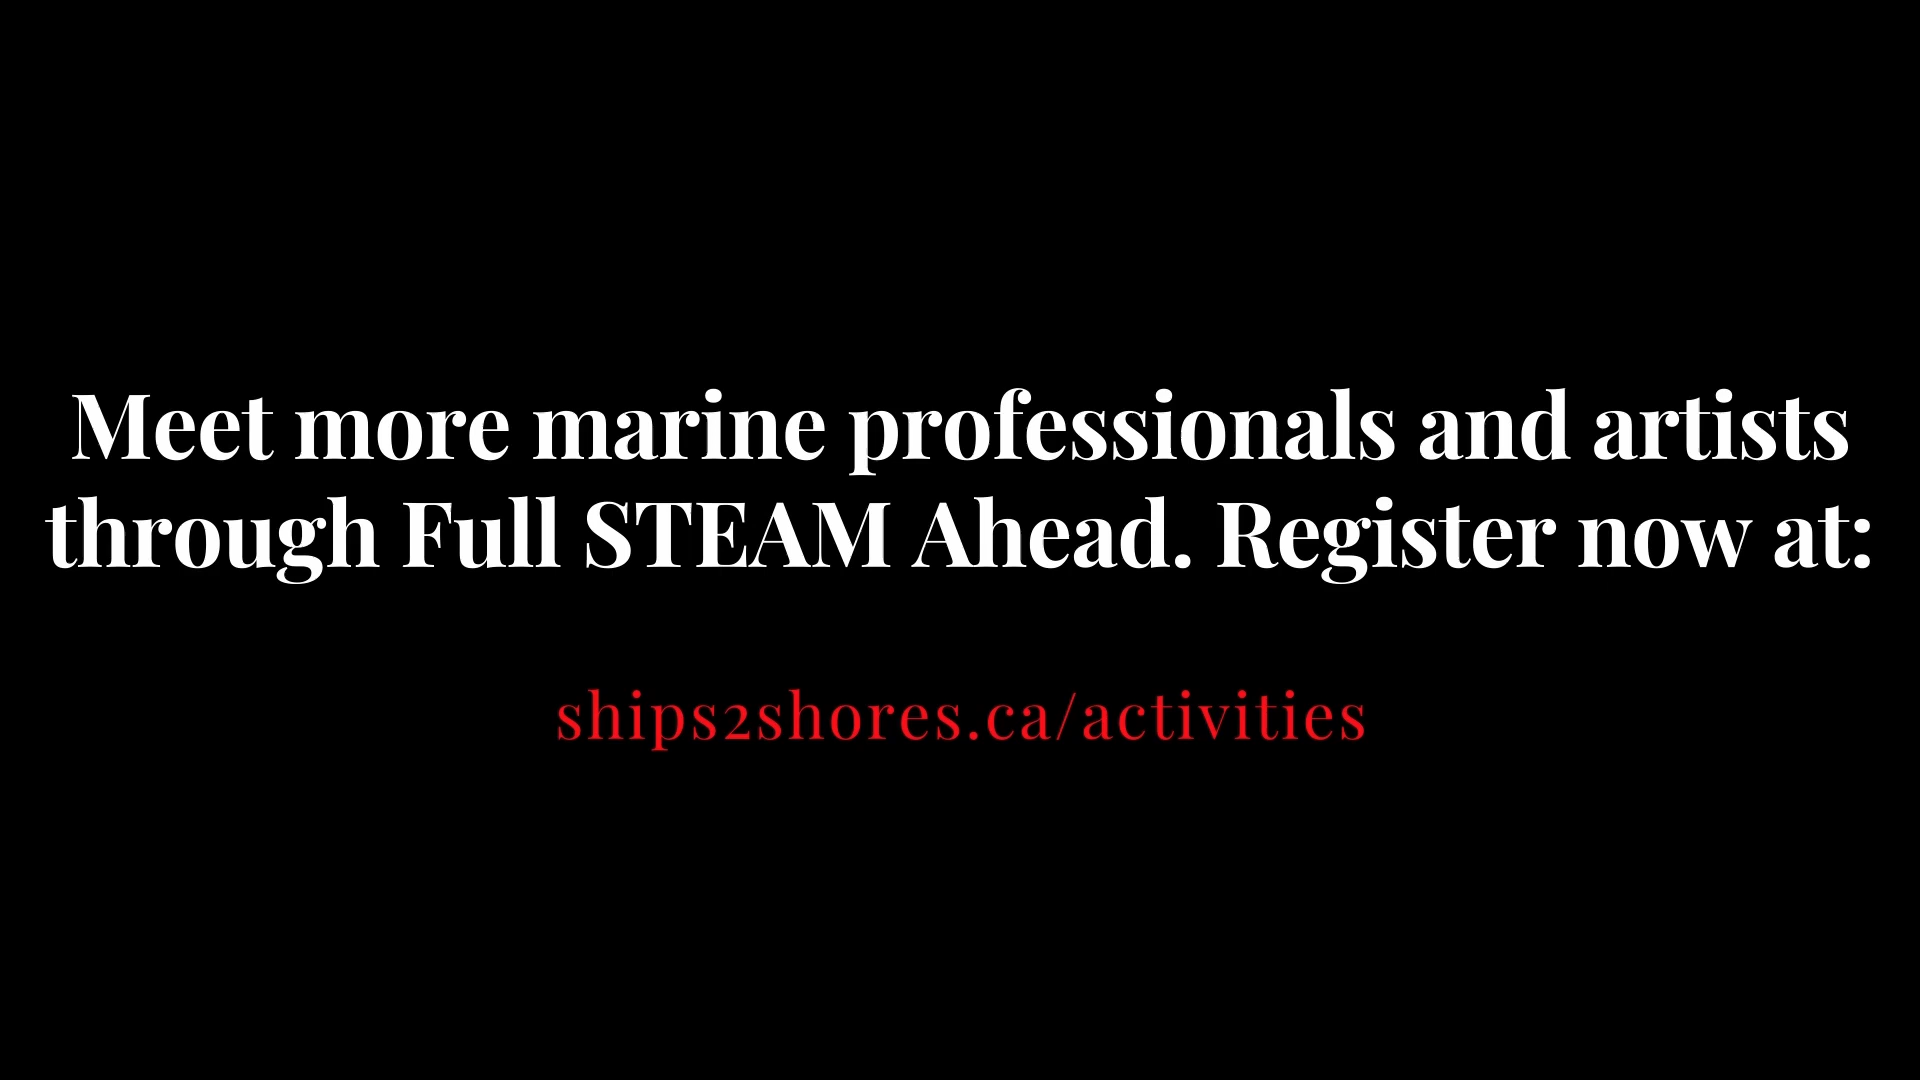 Meet more marine professionals and artists
through Full STEAM Ahead. Register now at:
ships2shores.ca/activities